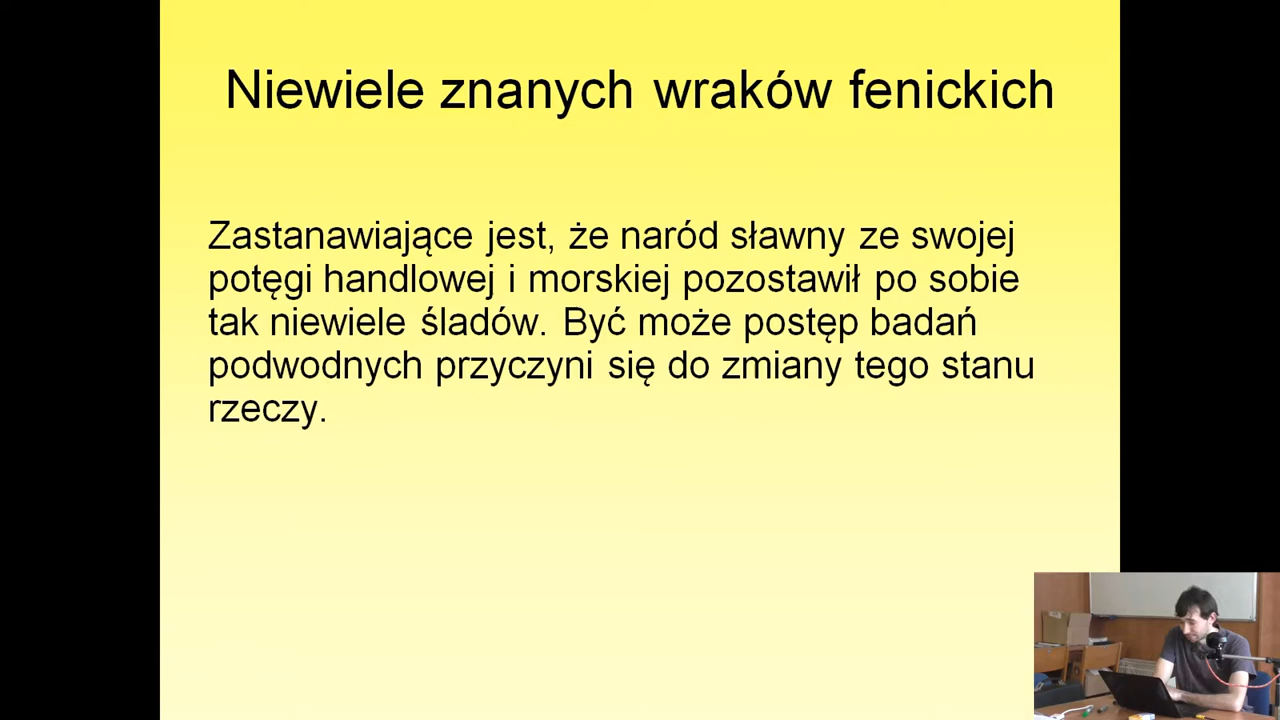 Niewiele znanych wraków fenickich
Zastanawiające jest, że naród sławny ze swojej
potęgi handlowej i morskiej pozostawił po sobie
tak niewiele śladów. Być może postęp badań
podwodnych przyczyni się do zmiany tego stanu
rzeczy.